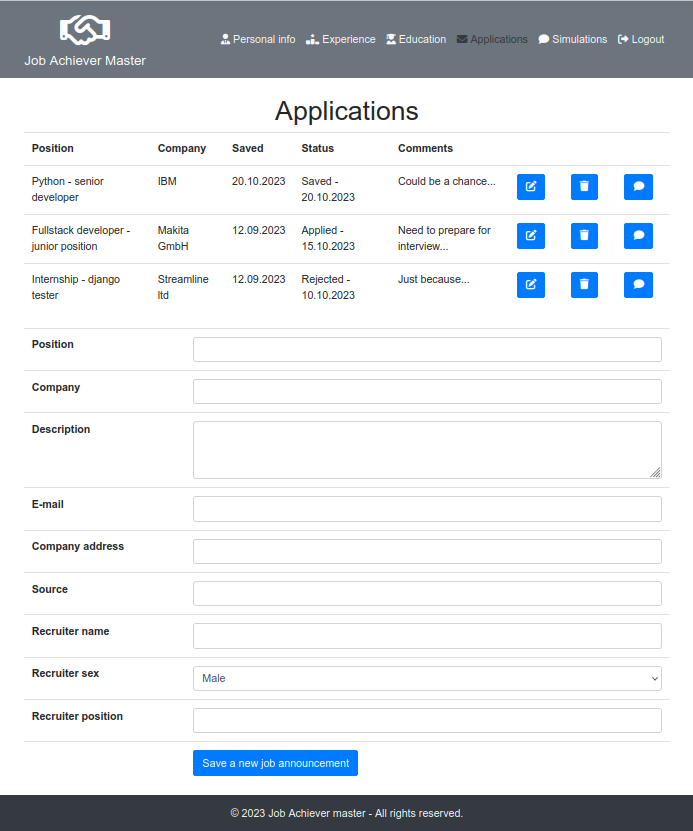 Personal info Experience Education Applications Simulations Logout
Job Achiever Master
Applications
Position Company Saved Status Comments
Python - senior IBM 20.10.2023 Saved - Could be a chance...
developer 20.10.2023
Fullstack developer - Makita 12.09.2023 Applied - Need to prepare for
junior position GmbH 15.10.2023 interview...
Internship - django Streamline 12.09.2023 Rejected - Just because...
tester ltd 10.10.2023
Position
Company
Description
E-mail
Company address
Source
Recruiter name
Recruiter sex Male
Recruiter position
Save a new job announcement
© 2023 Job Achiever master - All rights reserved.